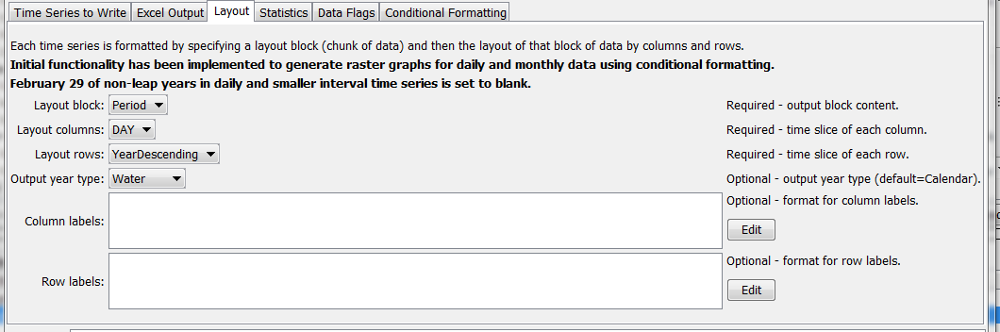 Time Series to Write Excel Output Layout Statistics Data Flags Conditional Formatting
Each time series is formatted by specifying a layout block (chunk of data) and then the layout of that block of data by columns and rows.
Initial functionality has been implemented to generate raster graphs for daily and monthly data using conditional formatting.
February 29 of non-leap years in daily and smaller interval time series is set to blank.
Layout block: Period Required - output block content.
Layout columns: DAY Required - time slice of each column.
Layout rows: YearDescending Required - time slice of each row.
Output year type: Water Optional - output year type (default=Calendar).
Optional - format for column labels.
Column labels:
Edit
Optional - format for row labels.
Row labels:
Edit